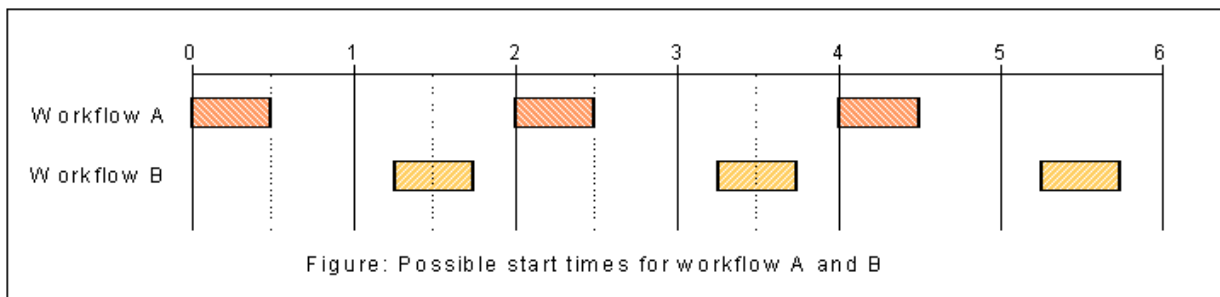 0 1 2 3 4 5 6
Workflow A
Workflow B
Figure: Possible start times for workflow A and B